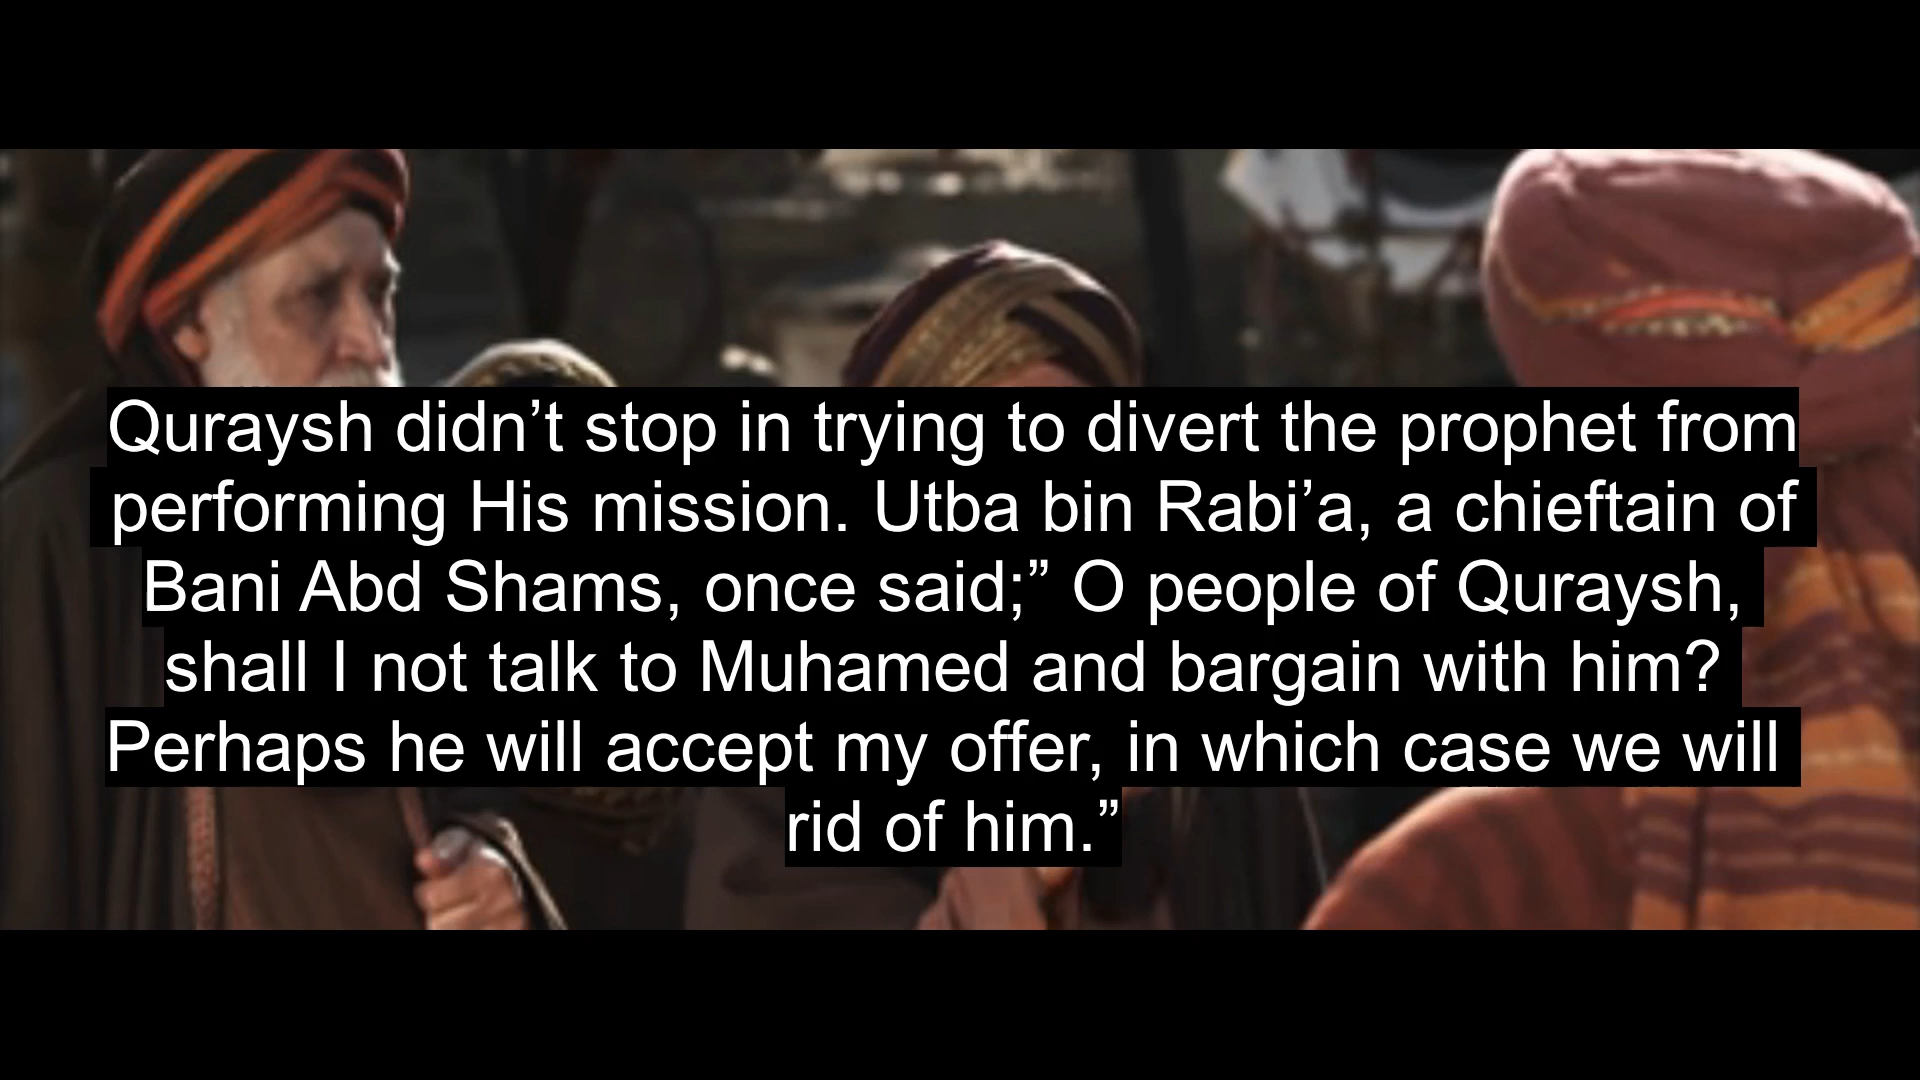 Quraysh didn’t stop in trying to divert the prophet from
performing His mission. Utba bin Rabi’a, a chieftain of
Bani Abd Shams, once said;” O people of Quraysh,
shall I not talk to Muhamed and bargain with him?
Perhaps he will accept my offer, in which case we will
rid of him.”